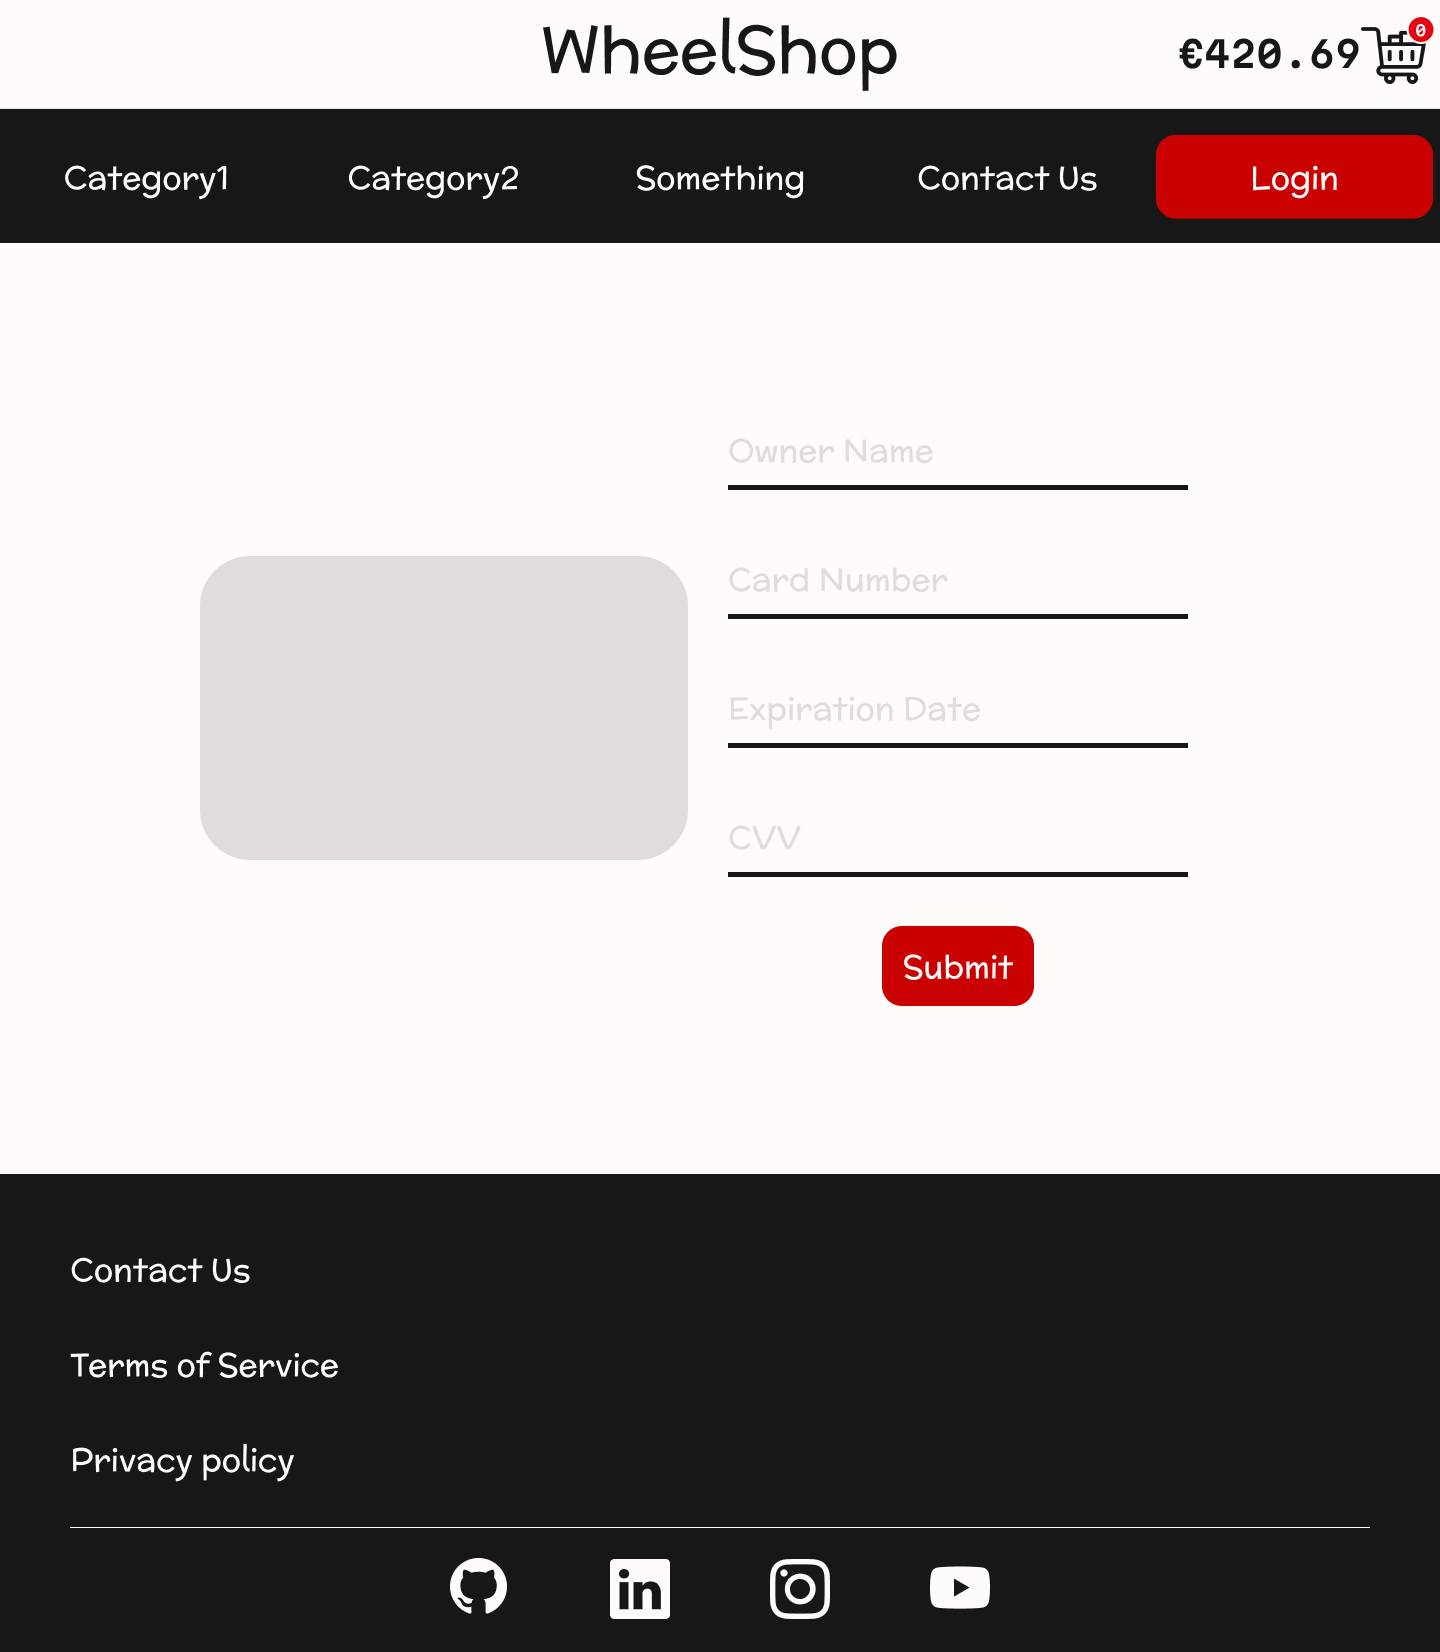 WheelShop
€420.69
0
Category1
Category2
Something
Contact Us
Login
Owner Name
Card Number
Expiration Date
CVV
Submit
Contact Us
Terms of Service
Privacy policy
in